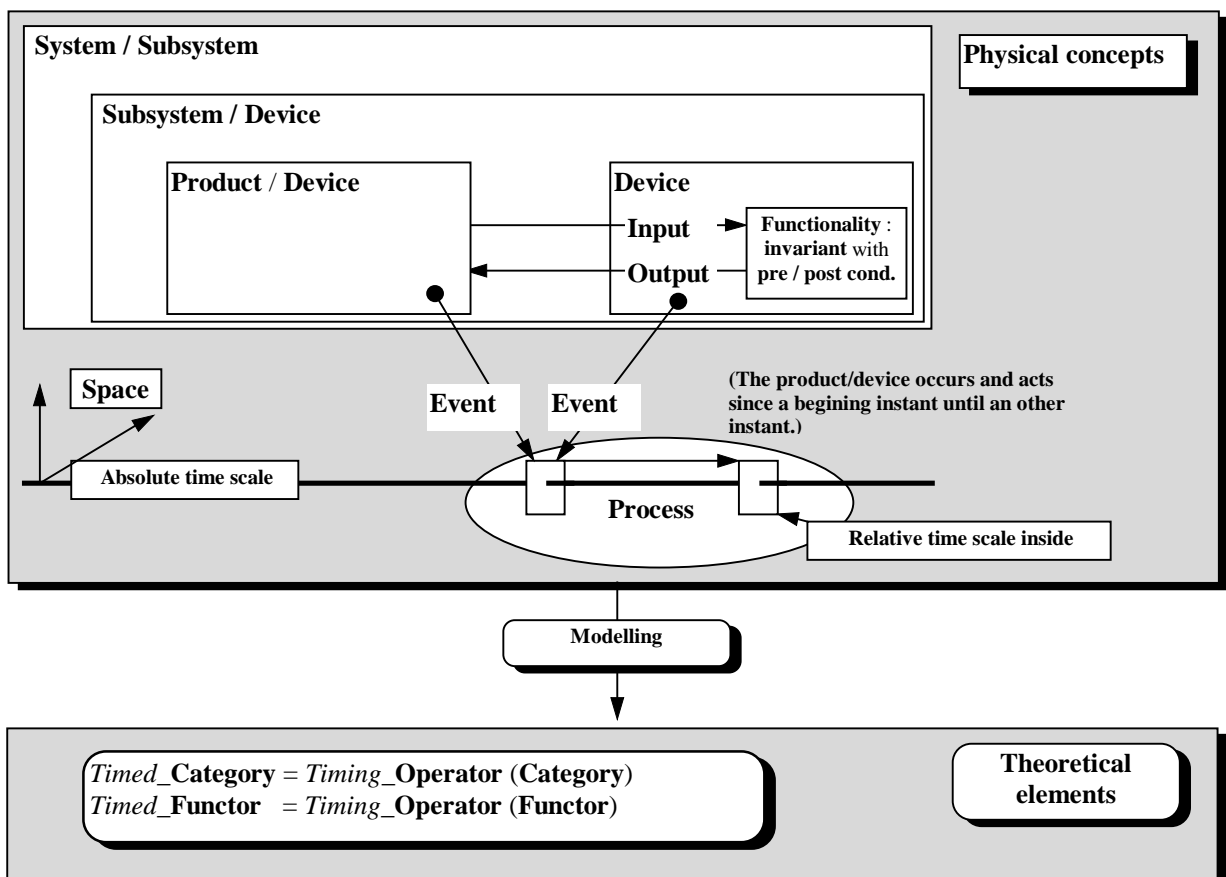 System / Subsystem
Physical concepts
Subsystem / Device
Product / Device
Device
Input
Output
Functionality :
invariant with
pre / post cond.
Space
Event
Event
(The product/device occurs and acts
since a begining instant until an other
instant.)
Absolute time scale
Process
Relative time scale inside
Modelling
Timed_Category = Timing_Operator (Category)
Timed_Functor = Timing_Operator (Functor)
Theoretical
elements